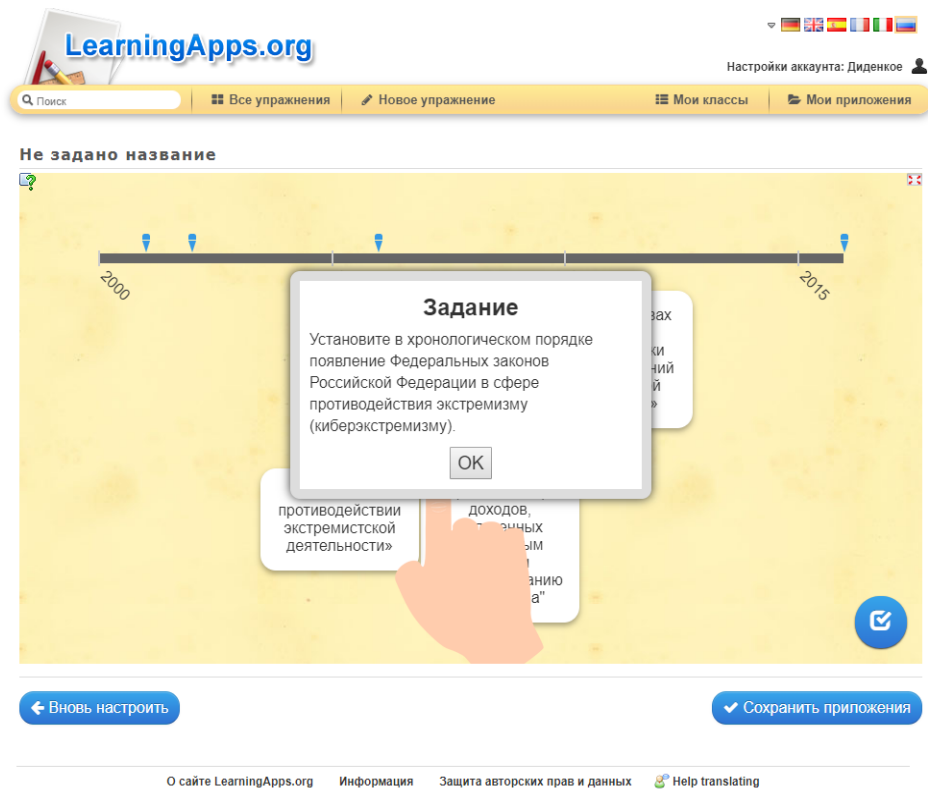 LearningApps.org
Настройки аккаунта: Диденкое
Поиск
Все упражнения
Новое упражнение
Мои классы
Мои приложения
Не задано название
2000
2015
Задание
Установите в хронологическом порядке
появление Федеральных законов
Российской Федерации в сфере
противодействия экстремизму
(киберэкстремизму).
OK
противодействии
экстремистской
деятельности»
доходов,
Вновь настроить
Сохранить приложения
О сайте LearningApps.org
Информация
Защита авторских прав и данных
Help translating